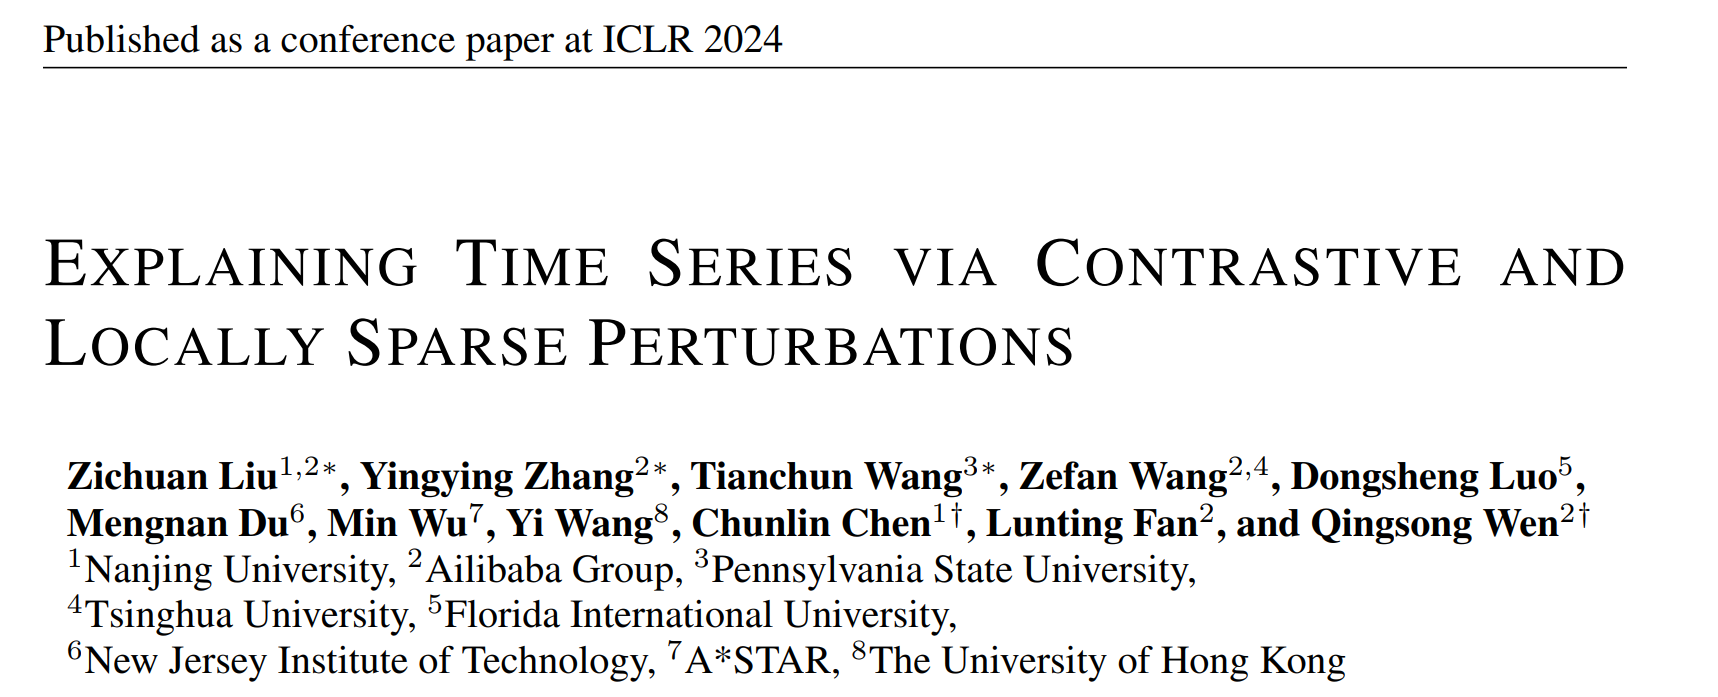 Published as a conference paper at ICLR 2024
EXPLAINING TIME SERIES VIA CONTRASTIVE AND
LOCALLY SPARSE PERTURBATIONS
Zichuan Liu1,2*, Yingying Zhang2*, Tianchun Wang3*, Zefan Wang2,4, Dongsheng Luo5,
Mengnan Du6, Min Wu7, Yi Wang8, Chunlin Chen1†, Lunting Fan2, and Qingsong Wen2†
1Nanjing University, 2Ailibaba Group, 3Pennsylvania State University,
4Tsinghua University, 5Florida International University,
6New Jersey Institute of Technology, 7A*STAR, 8The University of Hong Kong